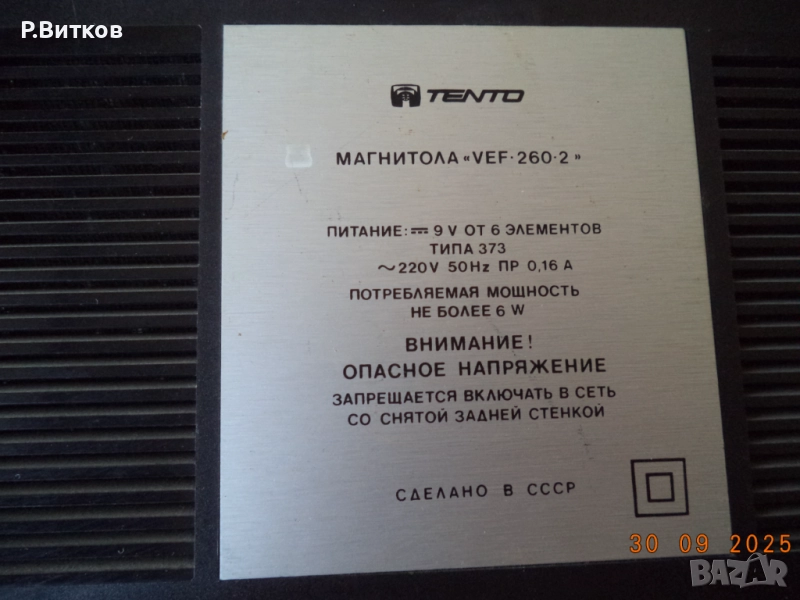 Р.Витков
TENTO
МАГНИТОЛА «VEF·260·2»
ПИТАНИЕ: ⎓ 9 V ОТ 6 ЭЛЕМЕНТОВ
ТИПА 373
~220V 50Hz ПР 0,16 А
ПОТРЕБЛЯЕМАЯ МОЩНОСТЬ
НЕ БОЛЕЕ 6 W
ВНИМАНИЕ!
ОПАСНОЕ НАПРЯЖЕНИЕ
ЗАПРЕЩАЕТСЯ ВКЛЮЧАТЬ В СЕТЬ
СО СНЯТОЙ ЗАДНЕЙ СТЕНКОЙ
СДЕЛАНО В СССР
30 09 2025
BAZAR